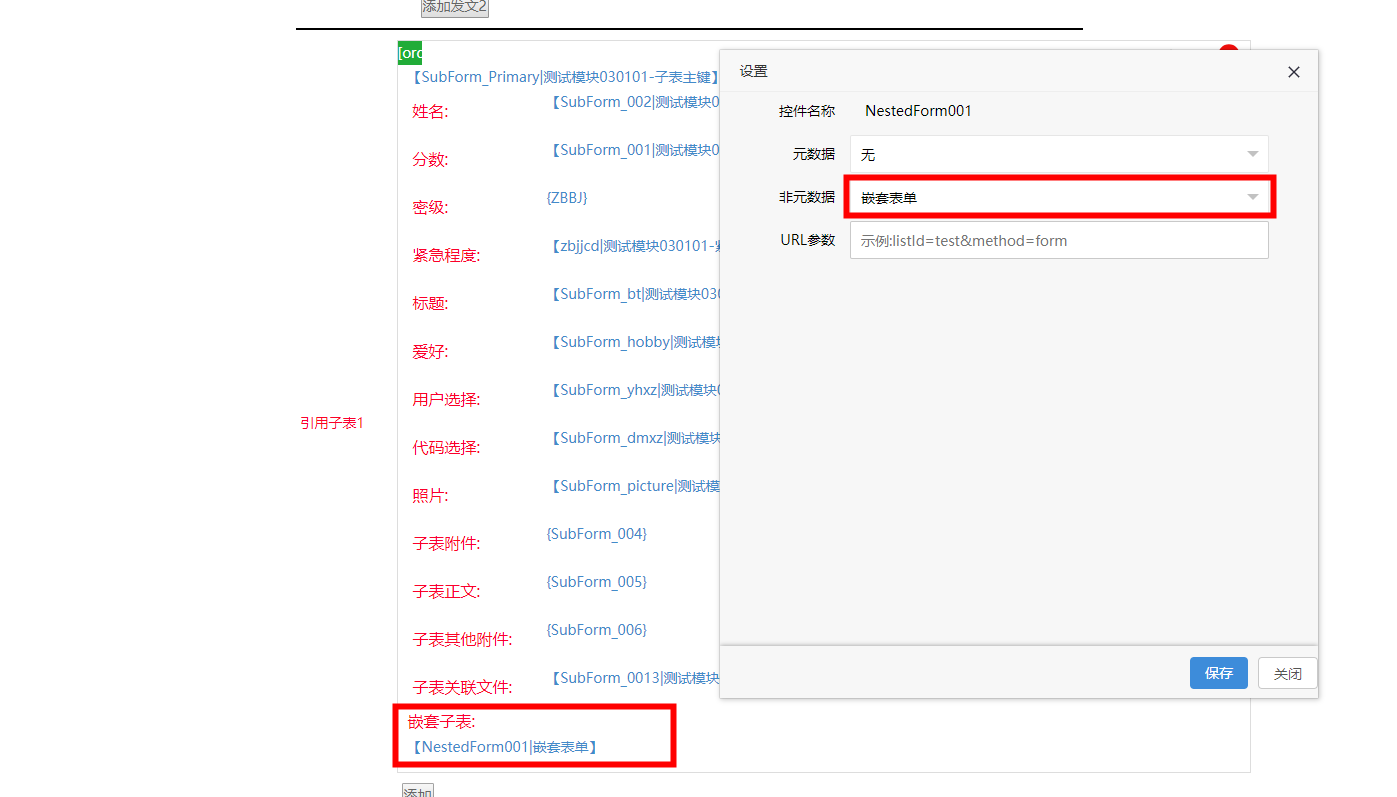 添加发文2
[orc
【SubForm_Primary|测试模块030101-子表主键】
姓名:
【SubForm_002|测试模块0
分数:
【SubForm_001|测试模块0
密级:
{ZBBJ}
紧急程度:
【zbjjcd|测试模块030101-紧
标题:
【SubForm_bt|测试模块030
爱好:
【SubForm_hobby|测试模块
用户选择:
【SubForm_yhxz|测试模块0
代码选择:
【SubForm_dmxz|测试模块
照片:
【SubForm_picture|测试模
子表附件:
{SubForm_004}
子表正文:
{SubForm_005}
子表其他附件:
{SubForm_006}
子表关联文件:
【SubForm_0013|测试模块
嵌套子表:
【NestedForm001|嵌套表单】
引用子表1
添加
设置
控件名称 NestedForm001
元数据 无
非元数据 嵌套表单
URL参数 示例:listId=test&method=form
保存 关闭